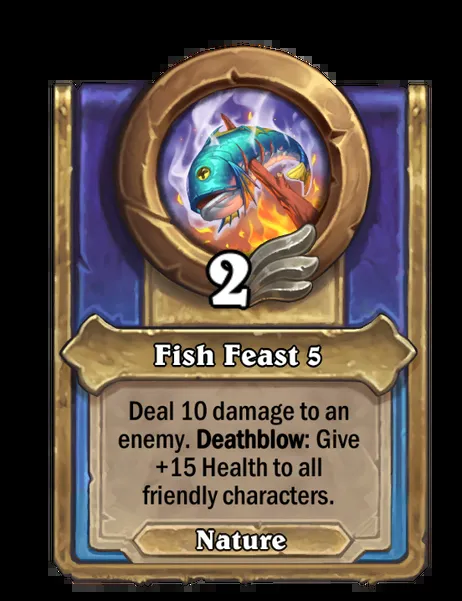 2
Fish Feast 5
Deal 10 damage to an
enemy. Deathblow: Give
+15 Health to all
friendly characters.
Nature